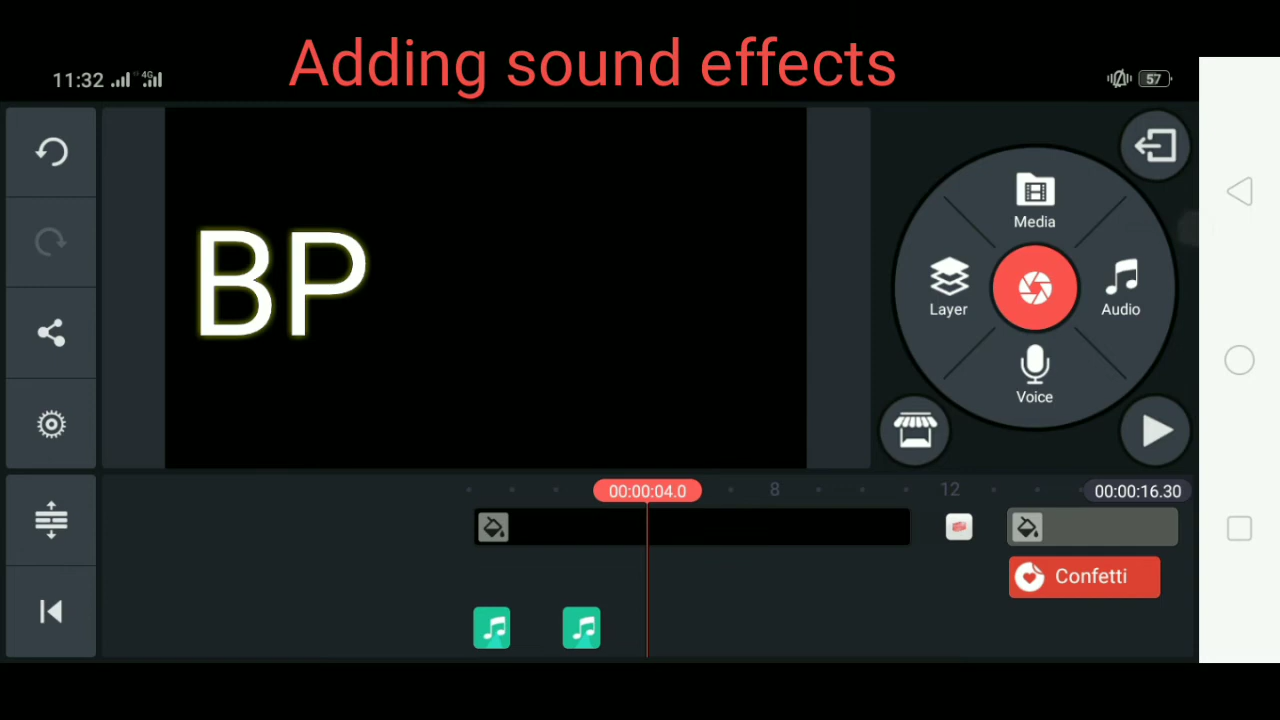 Adding sound effects
11:32 4G 57
BP
Media
Layer
Audio
Voice
00:00:04.0 8 12 00:00:16.30
Confetti